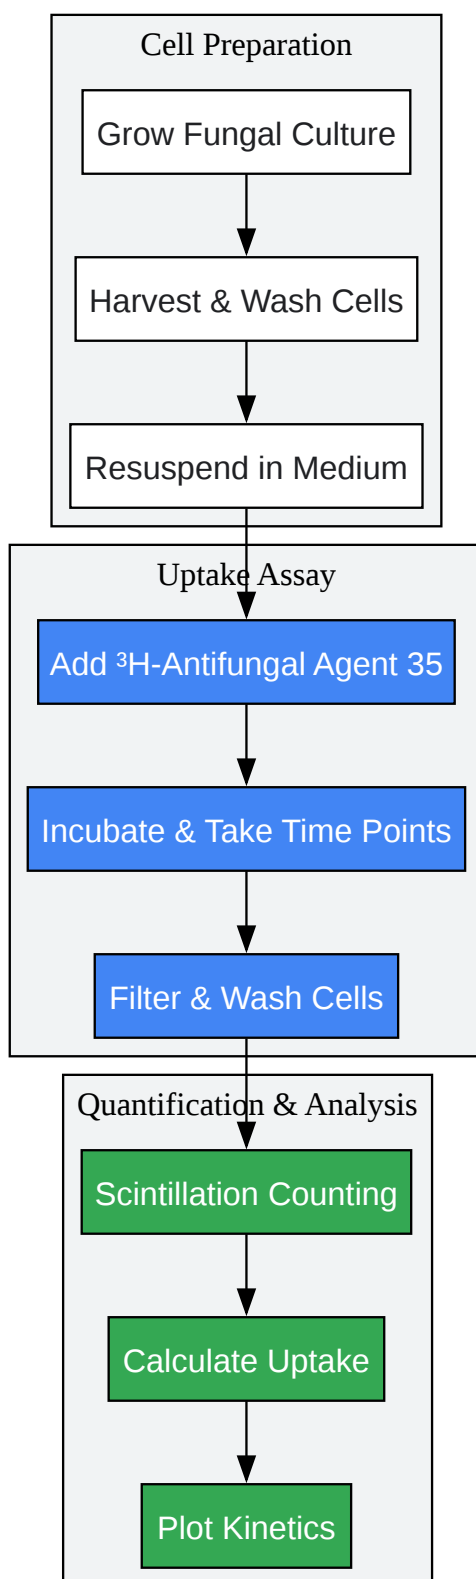 Cell Preparation
Grow Fungal Culture
Harvest & Wash Cells
Resuspend in Medium
Uptake Assay
Add ³H-Antifungal Agent 35
Incubate & Take Time Points
Filter & Wash Cells
Quantification & Analysis
Scintillation Counting
Calculate Uptake
Plot Kinetics